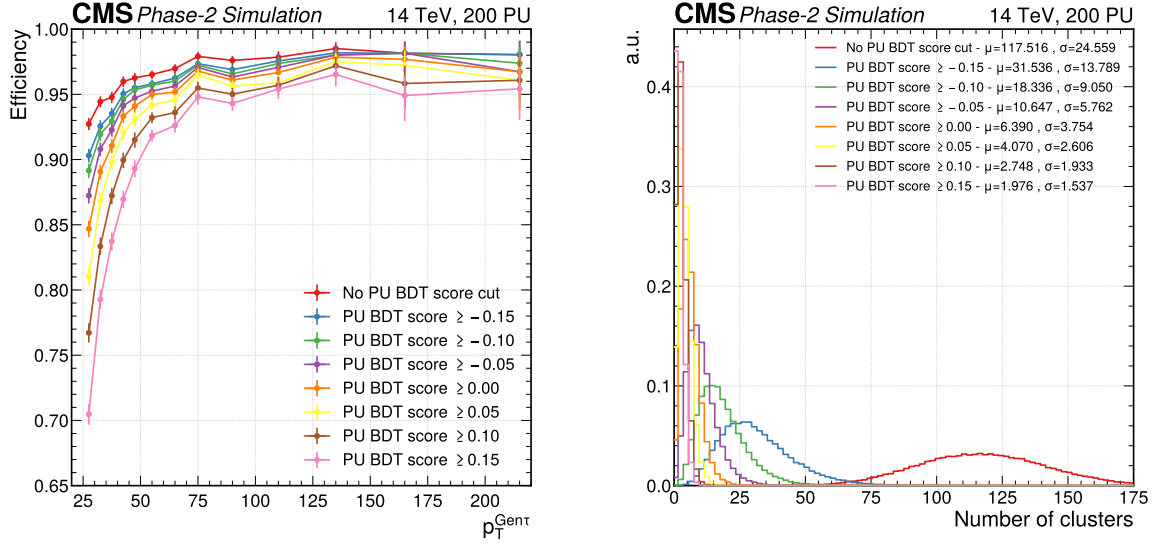 CMS Phase-2 Simulation 14 TeV, 200 PU
Efficiency
1.00
0.95
0.90
0.85
0.80
0.75
0.70
0.65
No PU BDT score cut
PU BDT score ≥ −0.15
PU BDT score ≥ −0.10
PU BDT score ≥ −0.05
PU BDT score ≥ 0.00
PU BDT score ≥ 0.05
PU BDT score ≥ 0.10
PU BDT score ≥ 0.15
25 50 75 100 125 150 175 200
p_T^Genτ
CMS Phase-2 Simulation 14 TeV, 200 PU
a.u.
No PU BDT score cut - μ=117.516 , σ=24.559
PU BDT score ≥ −0.15 - μ=31.536 , σ=13.789
PU BDT score ≥ −0.10 - μ=18.336 , σ=9.050
PU BDT score ≥ −0.05 - μ=10.647 , σ=5.762
PU BDT score ≥ 0.00 - μ=6.390 , σ=3.754
PU BDT score ≥ 0.05 - μ=4.070 , σ=2.606
PU BDT score ≥ 0.10 - μ=2.748 , σ=1.933
PU BDT score ≥ 0.15 - μ=1.976 , σ=1.537
0.4
0.3
0.2
0.1
0.0
0 25 50 75 100 125 150 175
Number of clusters